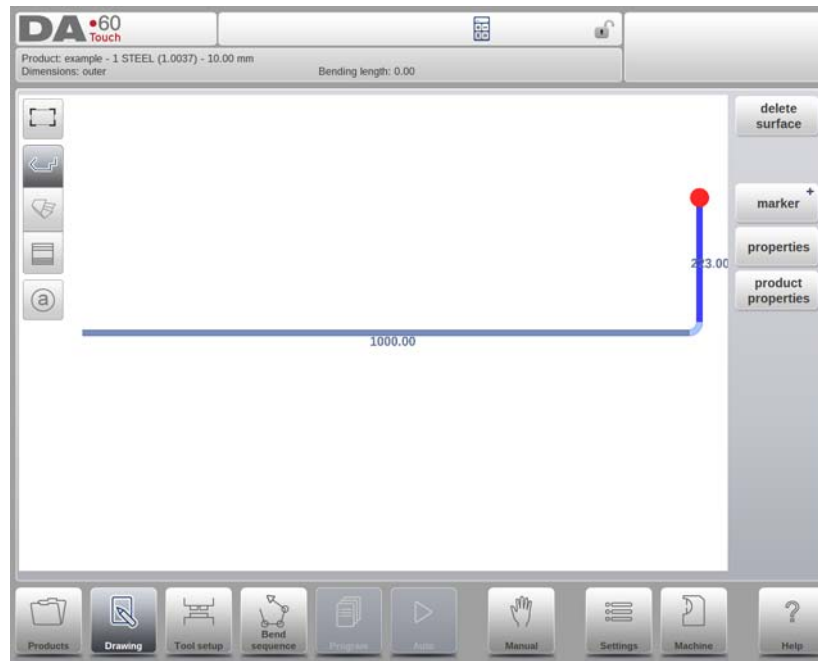 DA•60
Touch
Product: example - 1 STEEL (1.0037) - 10.00 mm
Dimensions: outer Bending length: 0.00
delete
surface
marker +
properties
product
properties
a
223.00
1000.00
Products
Drawing
Tool setup
Bend
sequence
Program
Auto
Manual
Settings
Machine
?
Help